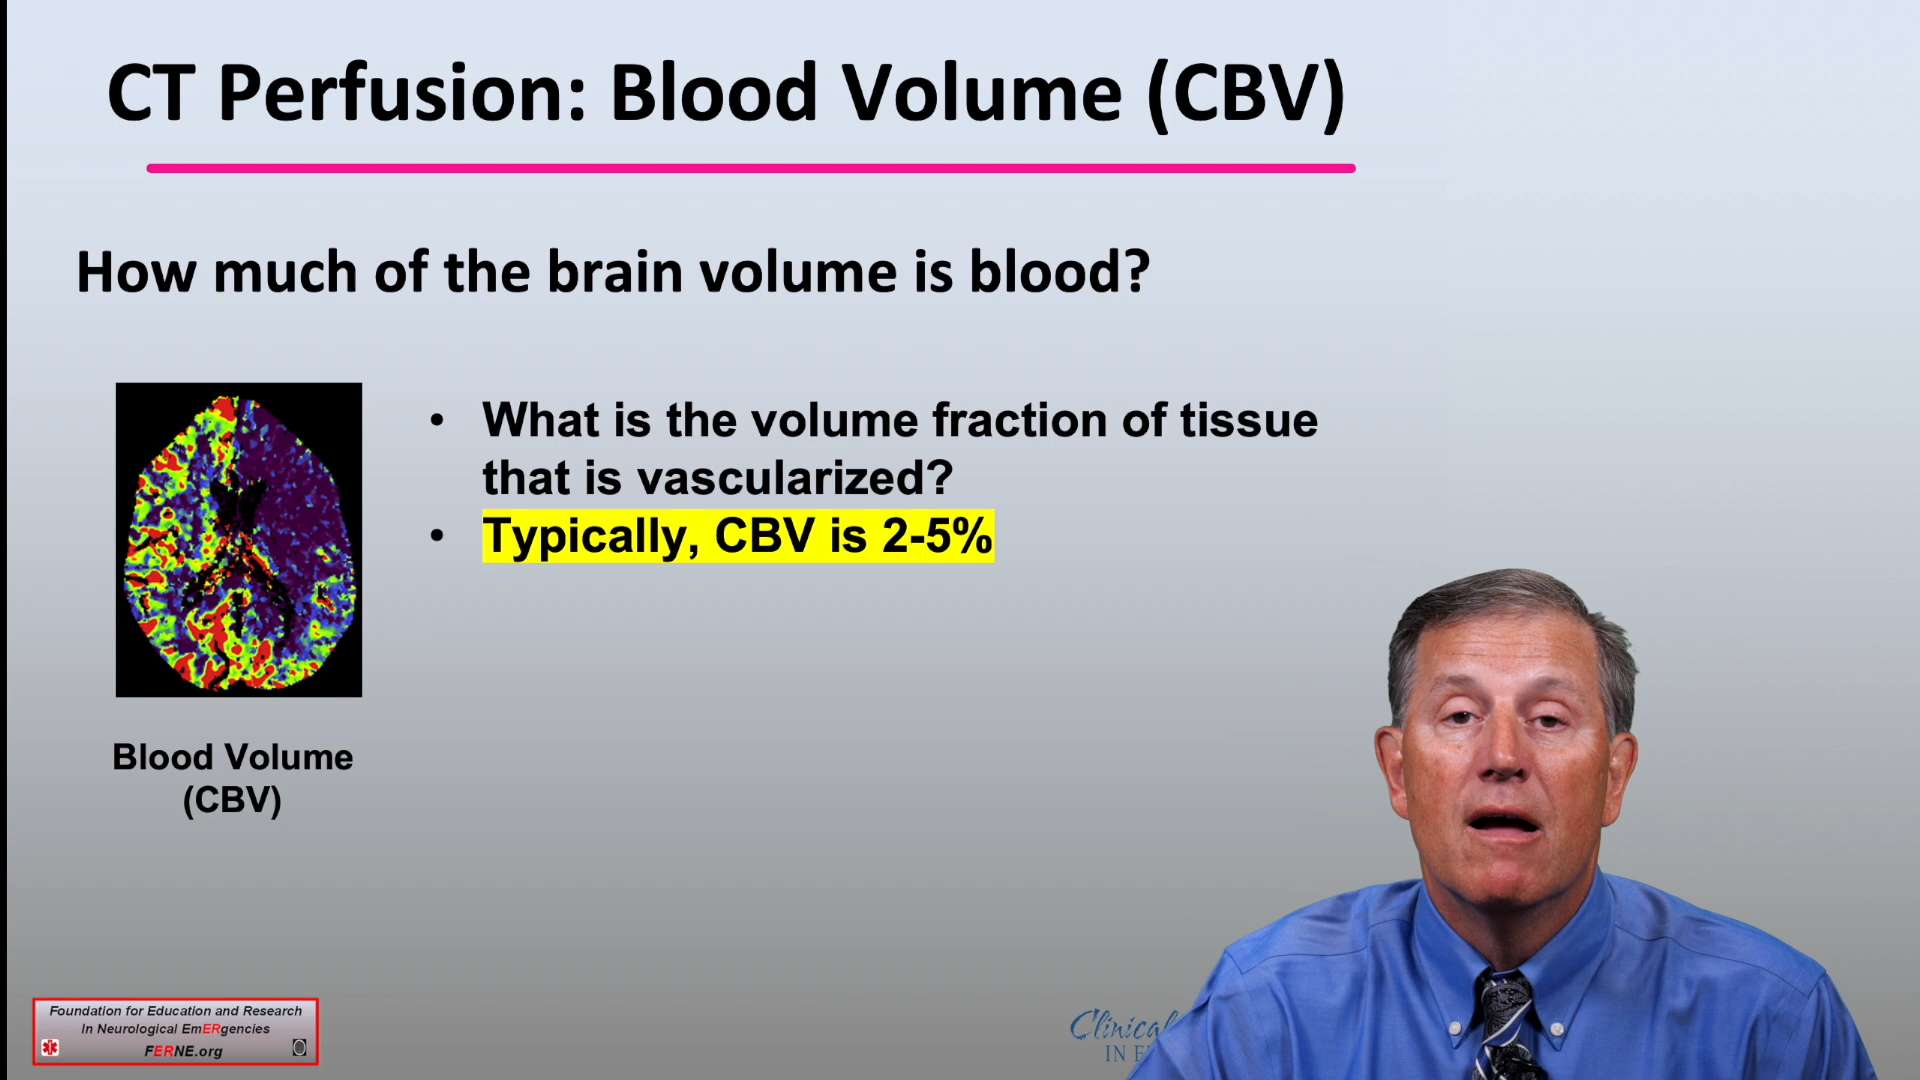 CT Perfusion: Blood Volume (CBV)
How much of the brain volume is blood?
• What is the volume fraction of tissue
that is vascularized?
• Typically, CBV is 2-5%
Blood Volume
(CBV)
Foundation for Education and Research
in Neurological EmERgencies
FERNE.org
Clinical
IN